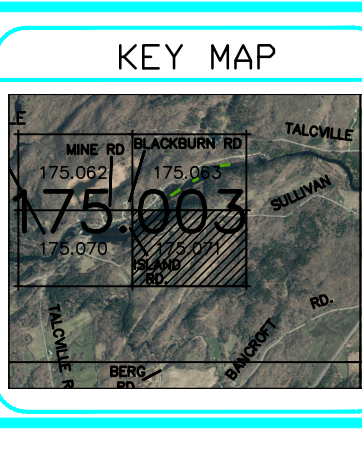 KEY MAP
LE
TALCVILLE
MINE RD
BLACKBURN RD
175.062
175.063
SULLIVAN
175.003
175.070
175.071
ISLAND
RD.
RD.
TALCVILLE R
BANCROFT
BERG
RD